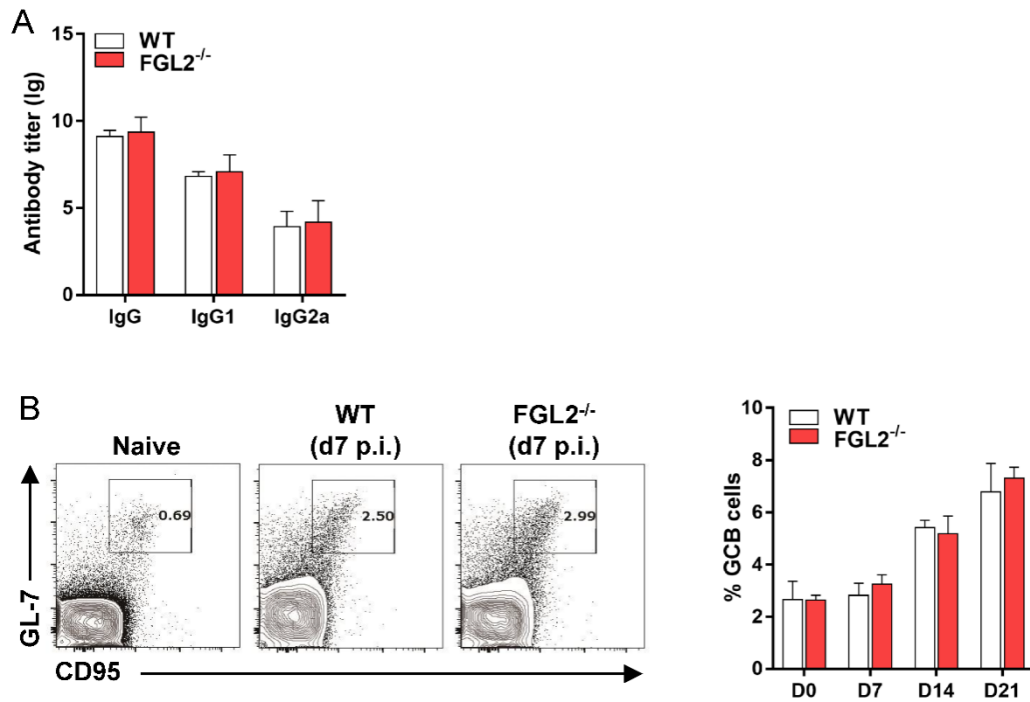 A
15
10
5
0
Antibody titer (lg)
WT
FGL2-/-
IgG IgG1 IgG2a
B
Naive
WT
(d7 p.i.)
FGL2-/-
(d7 p.i.)
0.69
2.50
2.99
GL-7
CD95
10
8
6
4
2
0
% GCB cells
WT
FGL2-/-
D0 D7 D14 D21